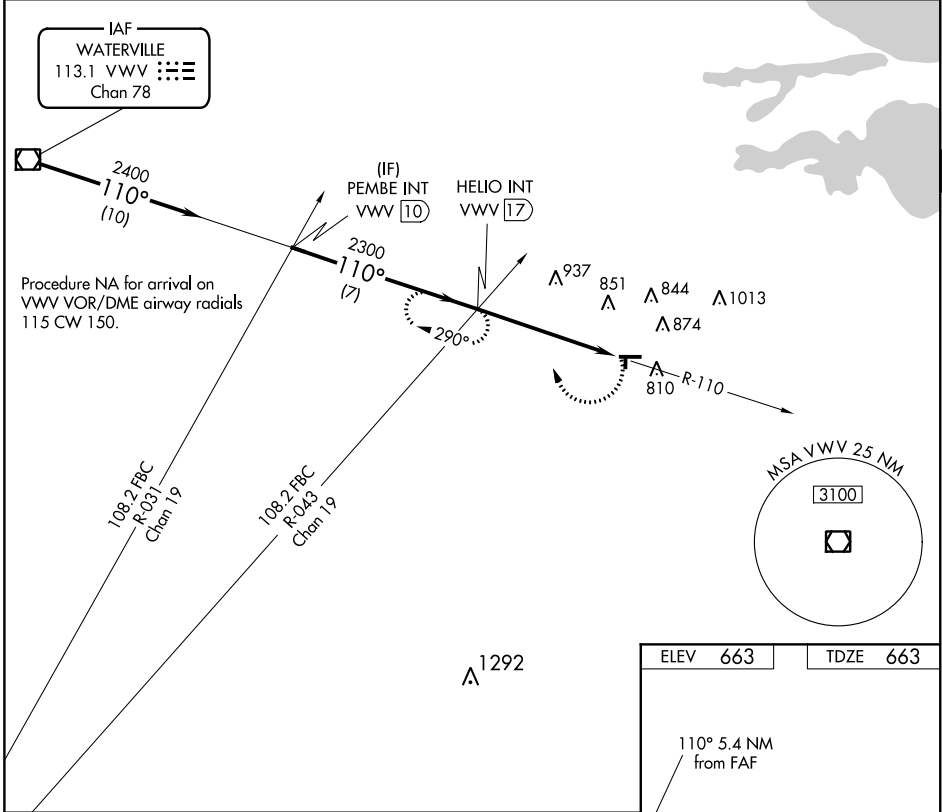 IAF
WATERVILLE
113.1 VWV
Chan 78
2400
110°
(10)
(IF)
PEMBE INT
VWV 10
HELIO INT
VWV 17
2300
110°
(7)
290°
Procedure NA for arrival on
VWV VOR/DME airway radials
115 CW 150.
937
851
844
1013
874
810
R-110
108.2 FBC
R-031
Chan 19
108.2 FBC
R-043
Chan 19
MSA VWV 25 NM
3100
1292
ELEV 663
TDZE 663
110° 5.4 NM
from FAF